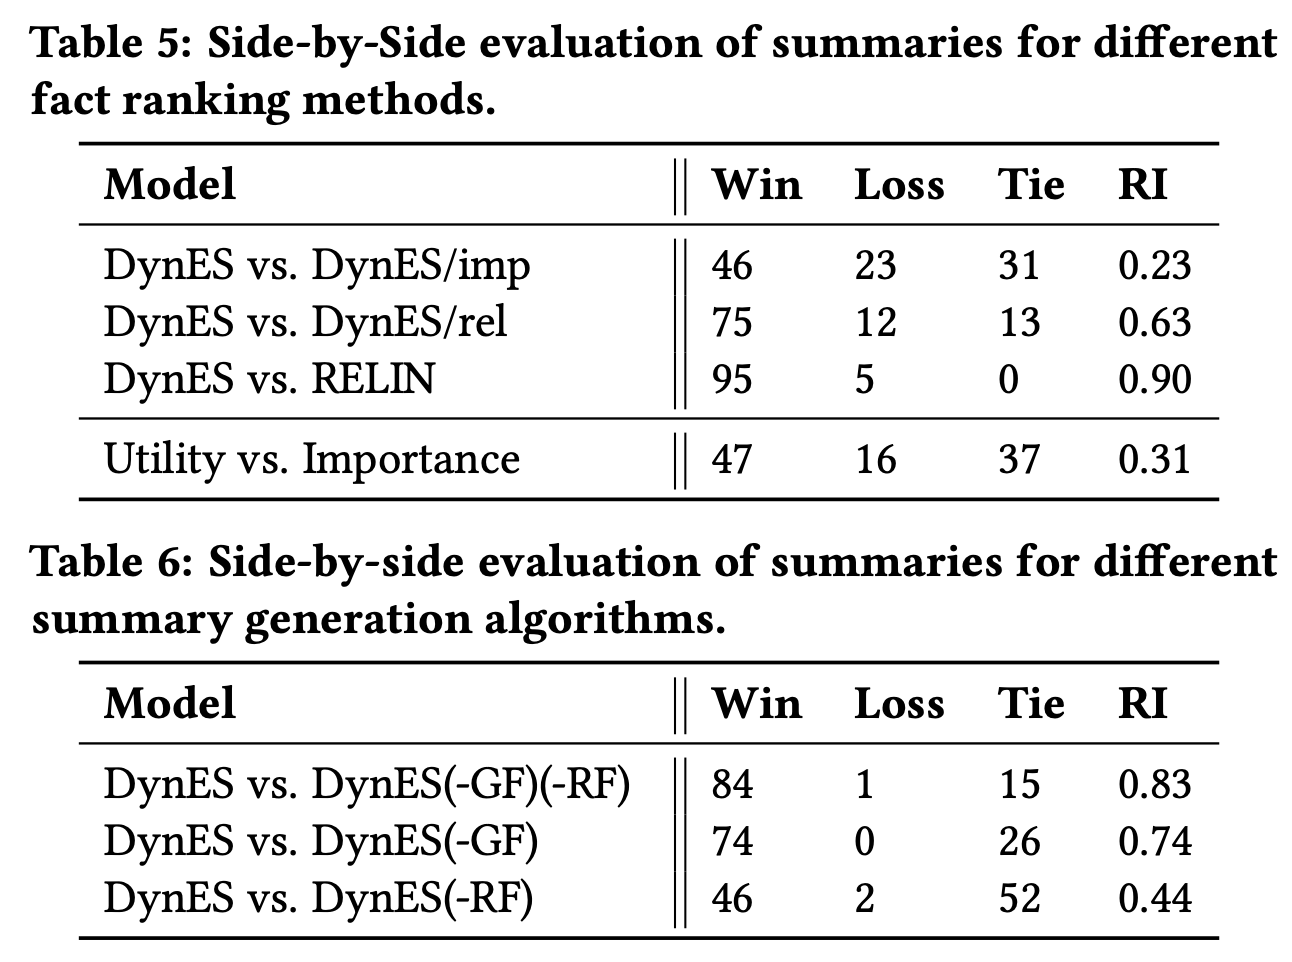 Table 5: Side-by-Side evaluation of summaries for different
fact ranking methods.
Model Win Loss Tie RI
DynES vs. DynES/imp 46 23 31 0.23
DynES vs. DynES/rel 75 12 13 0.63
DynES vs. RELIN 95 5 0 0.90
Utility vs. Importance 47 16 37 0.31
Table 6: Side-by-side evaluation of summaries for different
summary generation algorithms.
Model Win Loss Tie RI
DynES vs. DynES(-GF)(-RF) 84 1 15 0.83
DynES vs. DynES(-GF) 74 0 26 0.74
DynES vs. DynES(-RF) 46 2 52 0.44